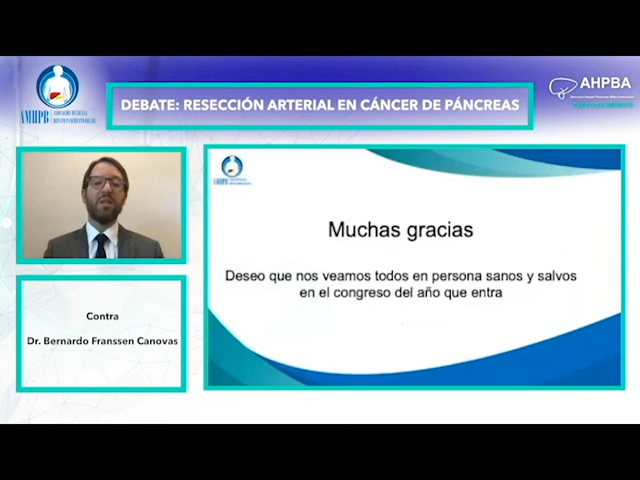 DEBATE: RESECCIÓN ARTERIAL EN CÁNCER DE PÁNCREAS
AMHPB
AHPBA
AMHPB
Muchas gracias
Deseo que nos veamos todos en persona sanos y salvos
en el congreso del año que entra
Contra
Dr. Bernardo Franssen Canovas